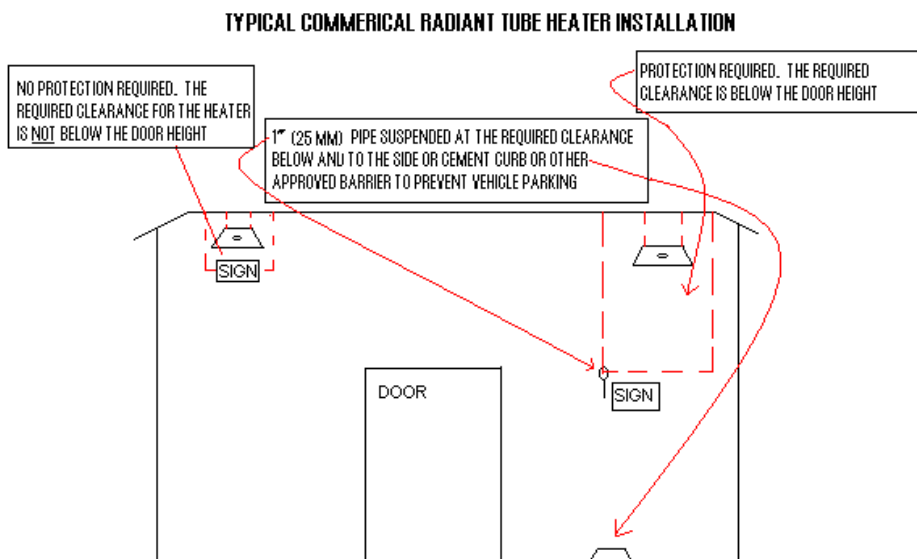 TYPICAL COMMERICAL RADIANT TUBE HEATER INSTALLATION
NO PROTECTION REQUIRED. THE
REQUIRED CLEARANCE FOR THE HEATER
IS NOT BELOW THE DOOR HEIGHT
PROTECTION REQUIRED. THE REQUIRED
CLEARANCE IS BELOW THE DOOR HEIGHT
1" (25 MM) PIPE SUSPENDED AT THE REQUIRED CLEARANCE
BELOW AND TO THE SIDE OR CEMENT CURB OR OTHER
APPROVED BARRIER TO PREVENT VEHICLE PARKING
SIGN
DOOR
SIGN